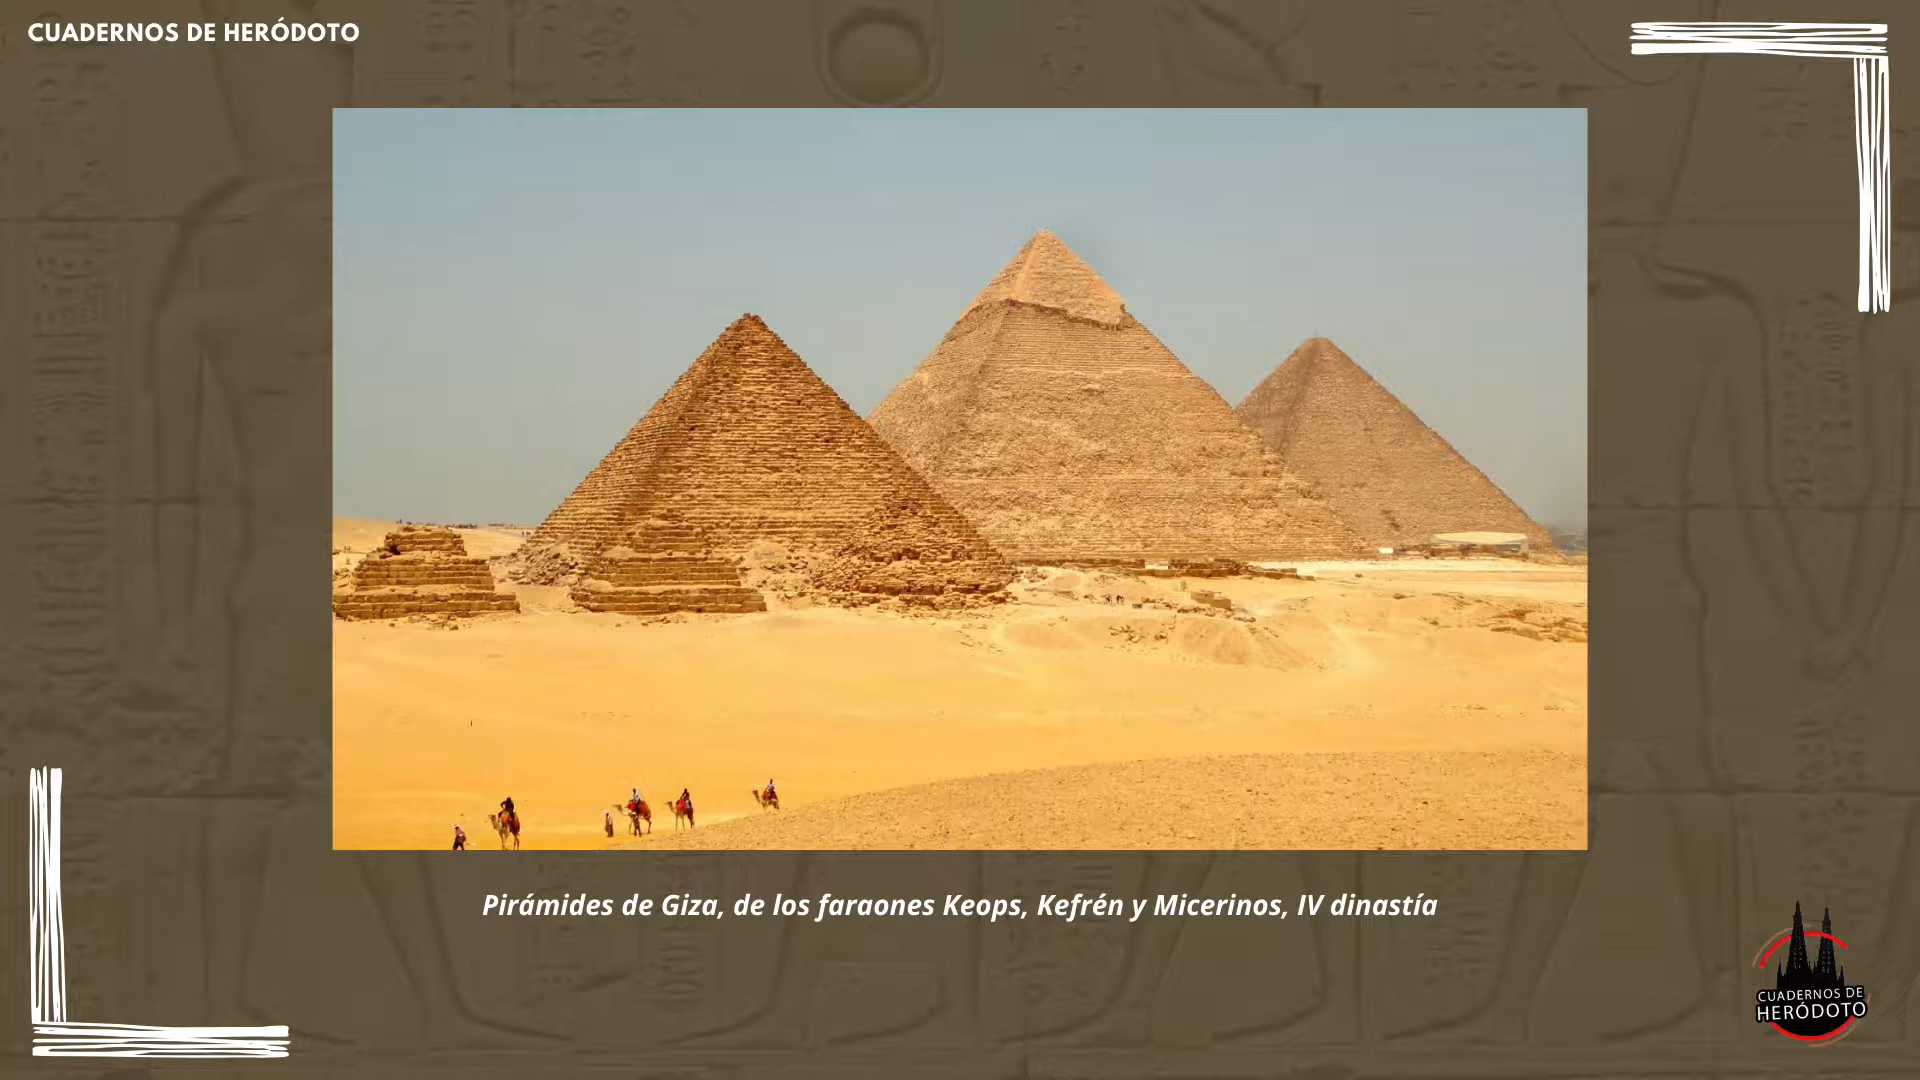 CUADERNOS DE HERÓDOTO
Pirámides de Giza, de los faraones Keops, Kefrén y Micerinos, IV dinastía
CUADERNOS DE
HERÓDOTO